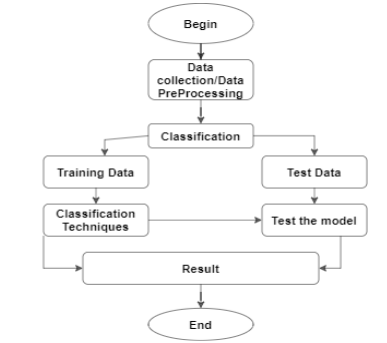 Begin
Data
collection/Data
PreProcessing
Classification
Training Data
Test Data
Classification
Techniques
Test the model
Result
End